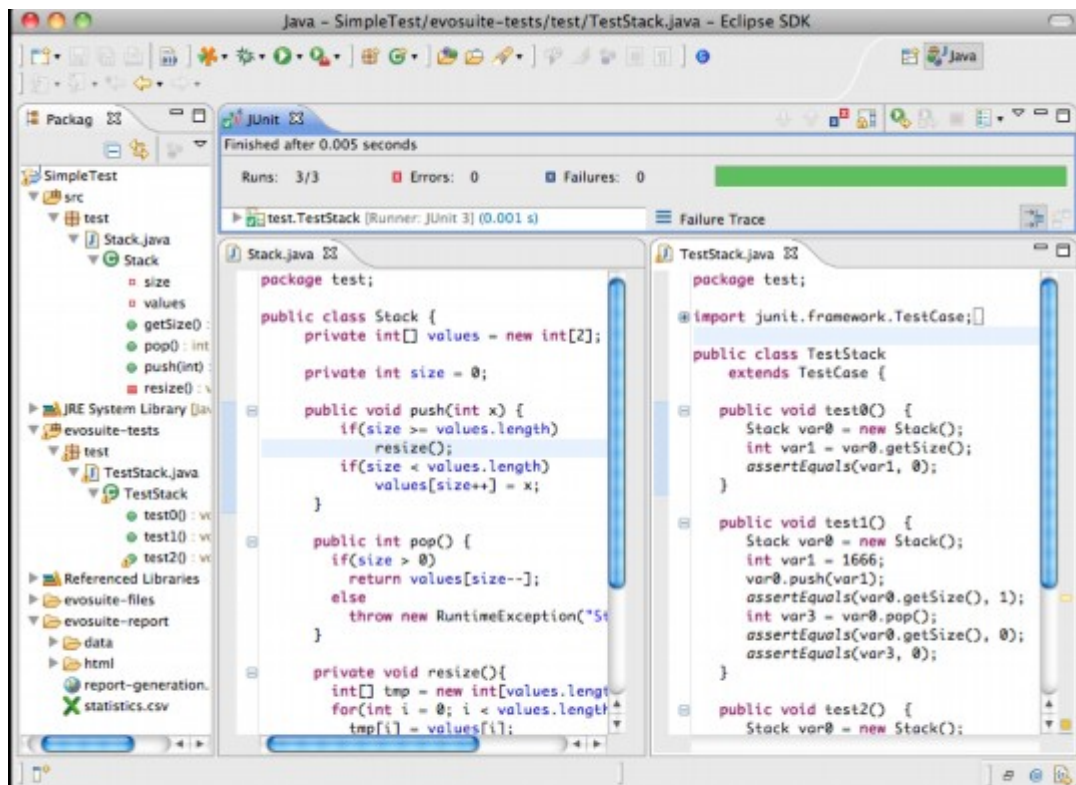 Java - SimpleTest/evosuite-tests/test/TestStack.java - Eclipse SDK
Java
Packag
SimpleTest
src
test
Stack.java
Stack
size
values
getSize() :
pop() : int
push(int) :
resize() : v
JRE System Library [Jav
evosuite-tests
test
TestStack.java
TestStack
test0() : vo
test1() : vo
test2() : vo
Referenced Libraries
evosuite-files
evosuite-report
data
html
report-generation.
statistics.csv
JUnit
Finished after 0.005 seconds
Runs: 3/3 Errors: 0 Failures: 0
test.TestStack [Runner: JUnit 3] (0.001 s)
Failure Trace
Stack.java
package test;
public class Stack {
private int[] values = new int[2];
private int size = 0;
public void push(int x) {
if(size >= values.length)
resize();
if(size < values.length)
values[size++] = x;
}
public int pop() {
if(size > 0)
return values[size--];
else
throw new RuntimeException("St
}
private void resize(){
int[] tmp = new int[values.lengt
for(int i = 0; i < values.length
tmp[i] = values[i];
TestStack.java
package test;
import junit.framework.TestCase;
public class TestStack
extends TestCase {
public void test0() {
Stack var0 = new Stack();
int var1 = var0.getSize();
assertEquals(var1, 0);
}
public void test1() {
Stack var0 = new Stack();
int var1 = 1666;
var0.push(var1);
assertEquals(var0.getSize(), 1);
int var3 = var0.pop();
assertEquals(var0.getSize(), 0);
assertEquals(var3, 0);
}
public void test2() {
Stack var0 = new Stack();